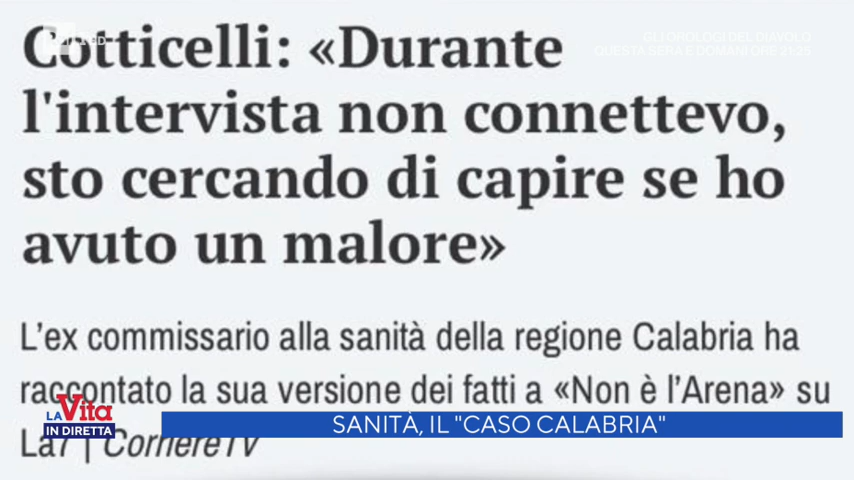 Cotticelli: «Durante
l'intervista non connettevo,
sto cercando di capire se ho
avuto un malore»
GLI OROLOGI DEL DIAVOLO
QUESTA SERA E DOMANI ORE 21:25
L'ex commissario alla sanità della regione Calabria ha
raccontato la sua versione dei fatti a «Non è l'Arena» su
La7 | CorriereTV
LA Vita
IN DIRETTA
SANITÀ, IL "CASO CALABRIA"